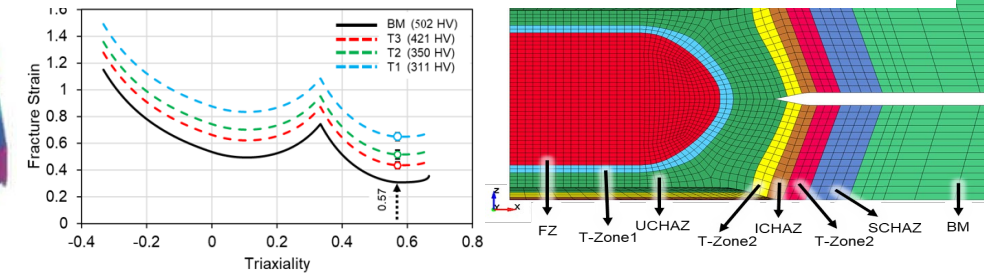 1.6
1.4
1.2
1
0.8
0.6
0.4
0.2
0
Fracture Strain
BM (502 HV)
T3 (421 HV)
T2 (350 HV)
T1 (311 HV)
0.57
-0.4 -0.2 0 0.2 0.4 0.6 0.8
Triaxiality
Z
X
FZ
T-Zone1
UCHAZ
T-Zone2
ICHAZ
T-Zone2
SCHAZ
BM